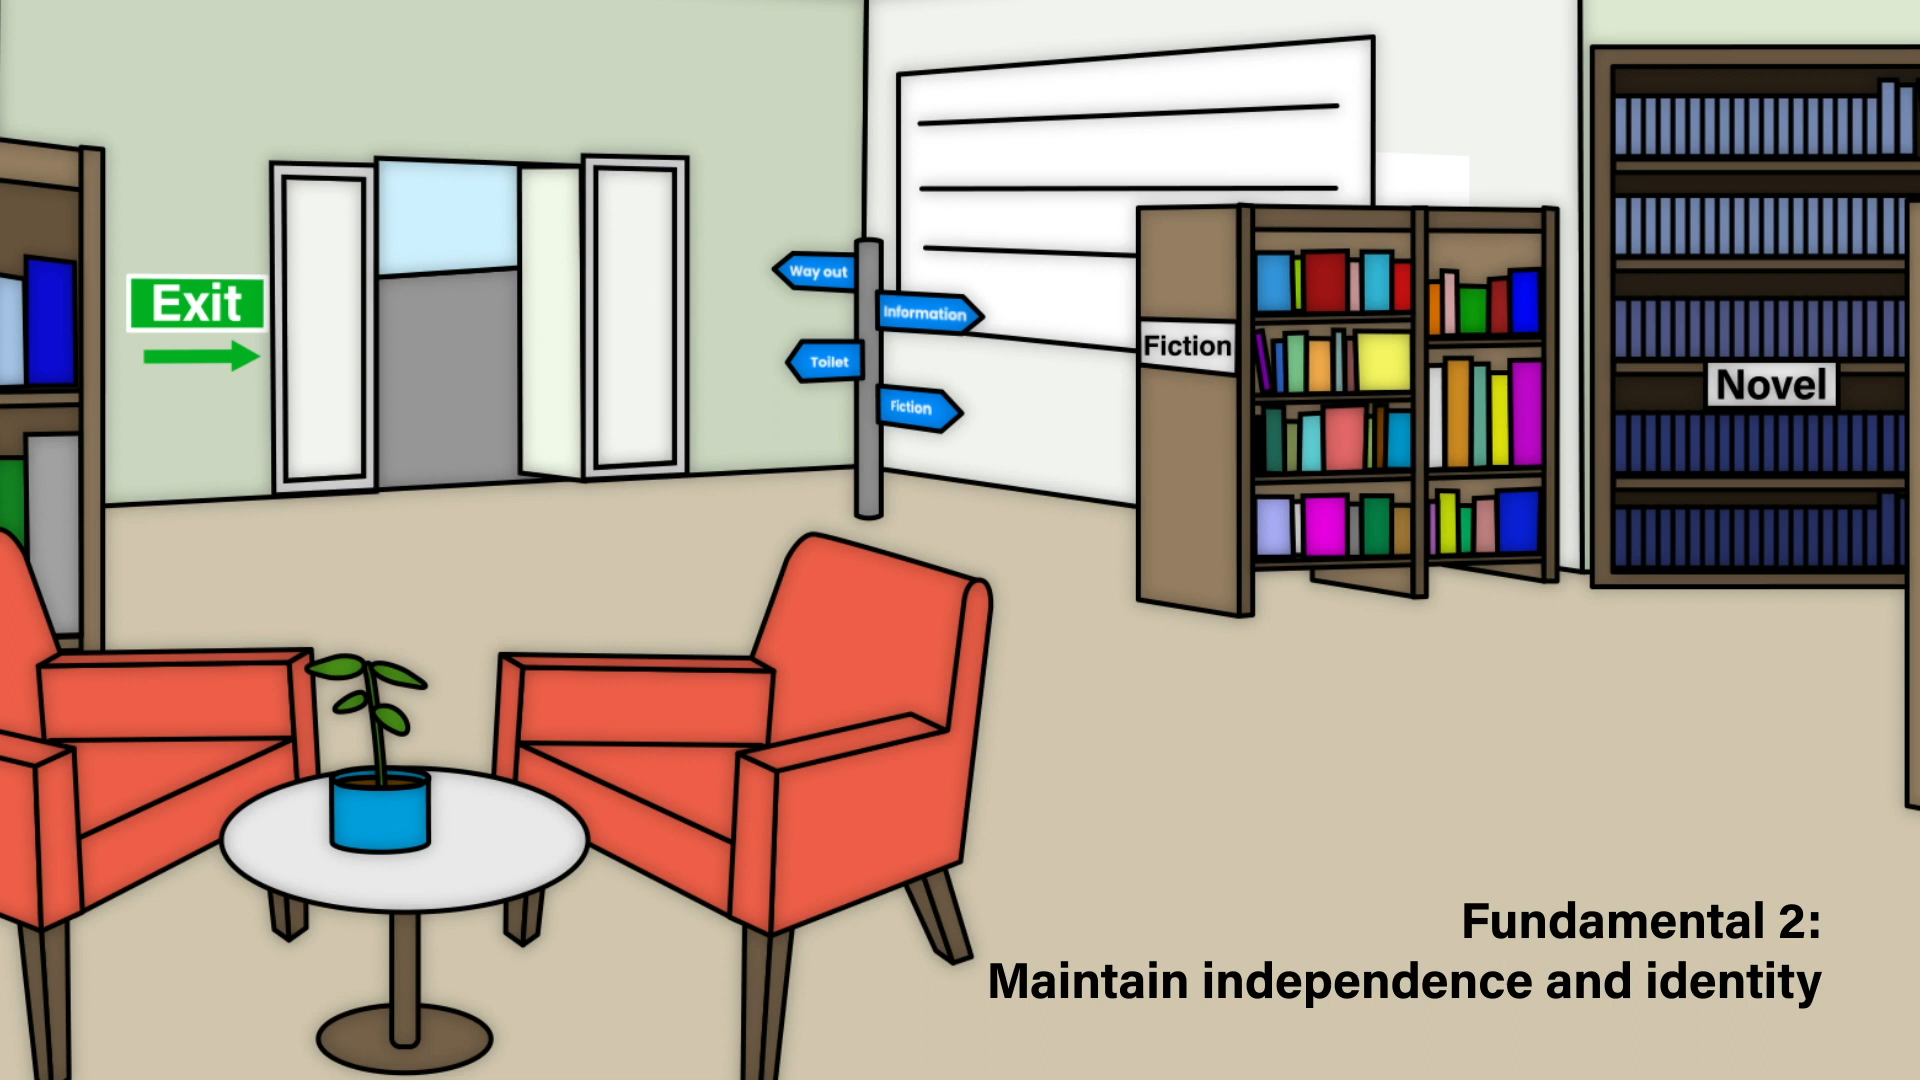 Exit
Way out
Information
Toilet
Fiction
Fiction
Novel
Fundamental 2:
Maintain independence and identity